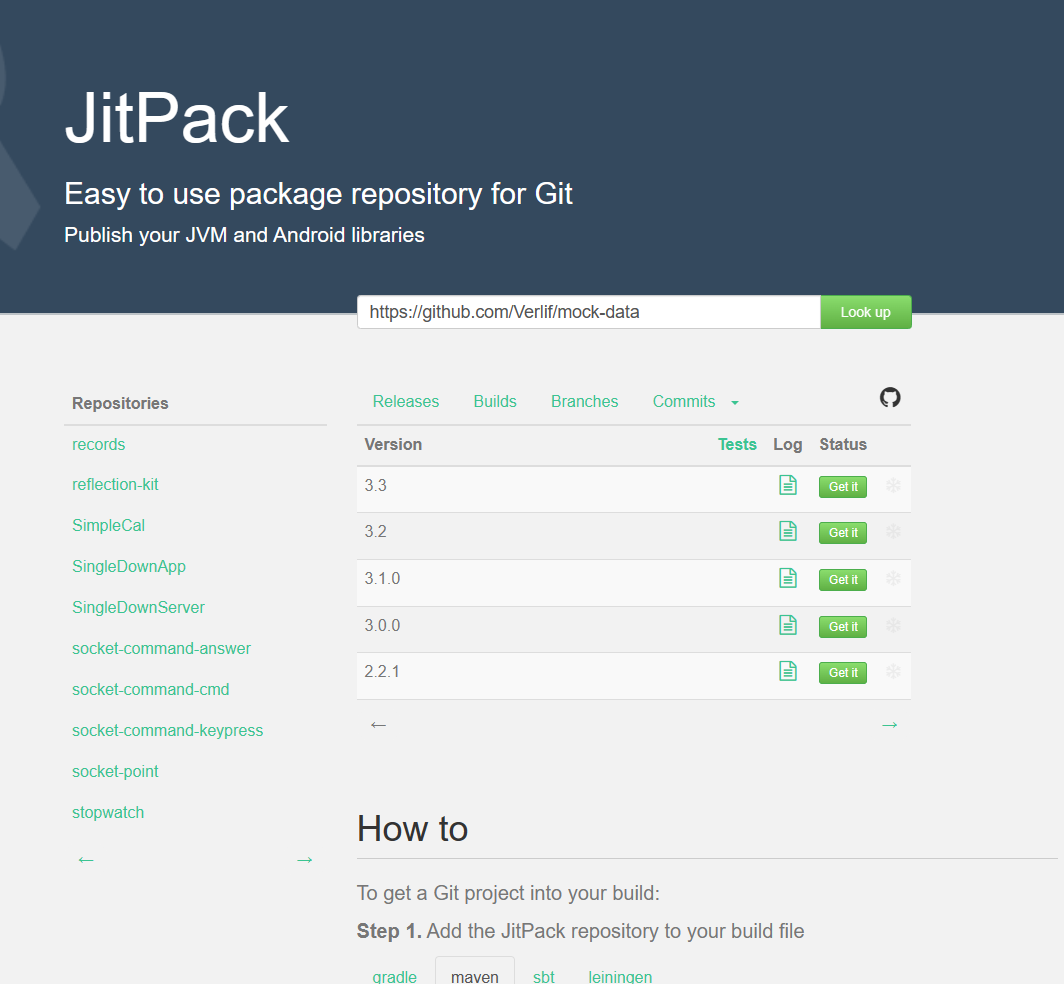 JitPack
Easy to use package repository for Git
Publish your JVM and Android libraries
https://github.com/Verlif/mock-data
Look up
Repositories
records
reflection-kit
SimpleCal
SingleDownApp
SingleDownServer
socket-command-answer
socket-command-cmd
socket-command-keypress
socket-point
stopwatch
← →
Releases Builds Branches Commits
Version Tests Log Status
3.3 Get it
3.2 Get it
3.1.0 Get it
3.0.0 Get it
2.2.1 Get it
← →
How to
To get a Git project into your build:
Step 1. Add the JitPack repository to your build file
gradle maven sbt leiningen